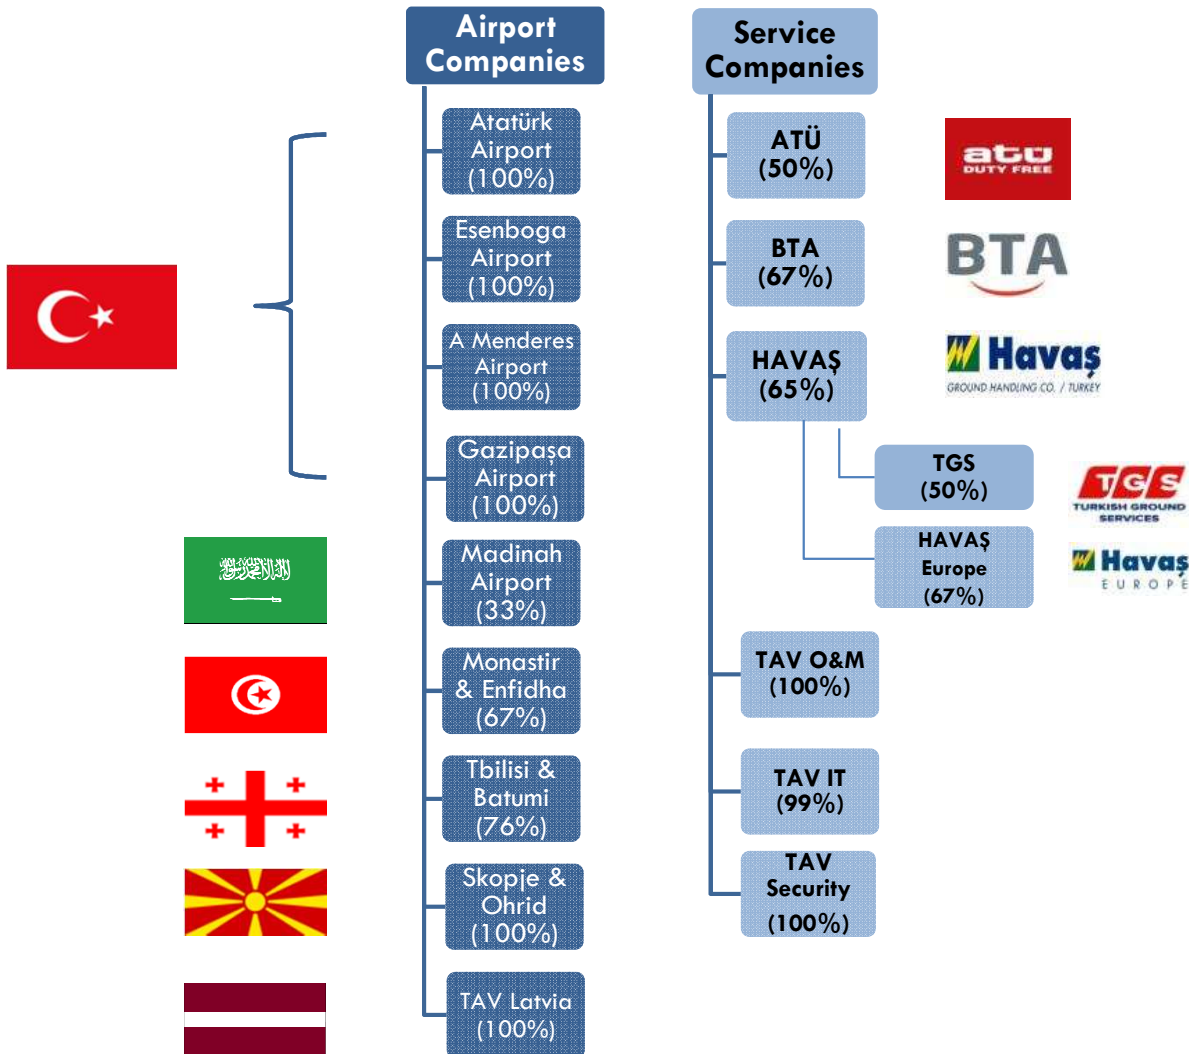 Airport
Companies
Atatürk
Airport
(100%)
Esenboga
Airport
(100%)
A Menderes
Airport
(100%)
Gazipaşa
Airport
(100%)
Madinah
Airport
(33%)
Monastir
& Enfidha
(67%)
Tbilisi &
Batumi
(76%)
Skopje &
Ohrid
(100%)
TAV Latvia
(100%)
Service
Companies
ATÜ
(50%)
atü
DUTY FREE
BTA
(67%)
BTA
HAVAŞ
(65%)
Havaş
GROUND HANDLING CO. / TURKEY
TGS
(50%)
TGS
TURKISH GROUND
SERVICES
HAVAŞ
Europe
(67%)
Havaş
EUROPE
TAV O&M
(100%)
TAV IT
(99%)
TAV
Security
(100%)